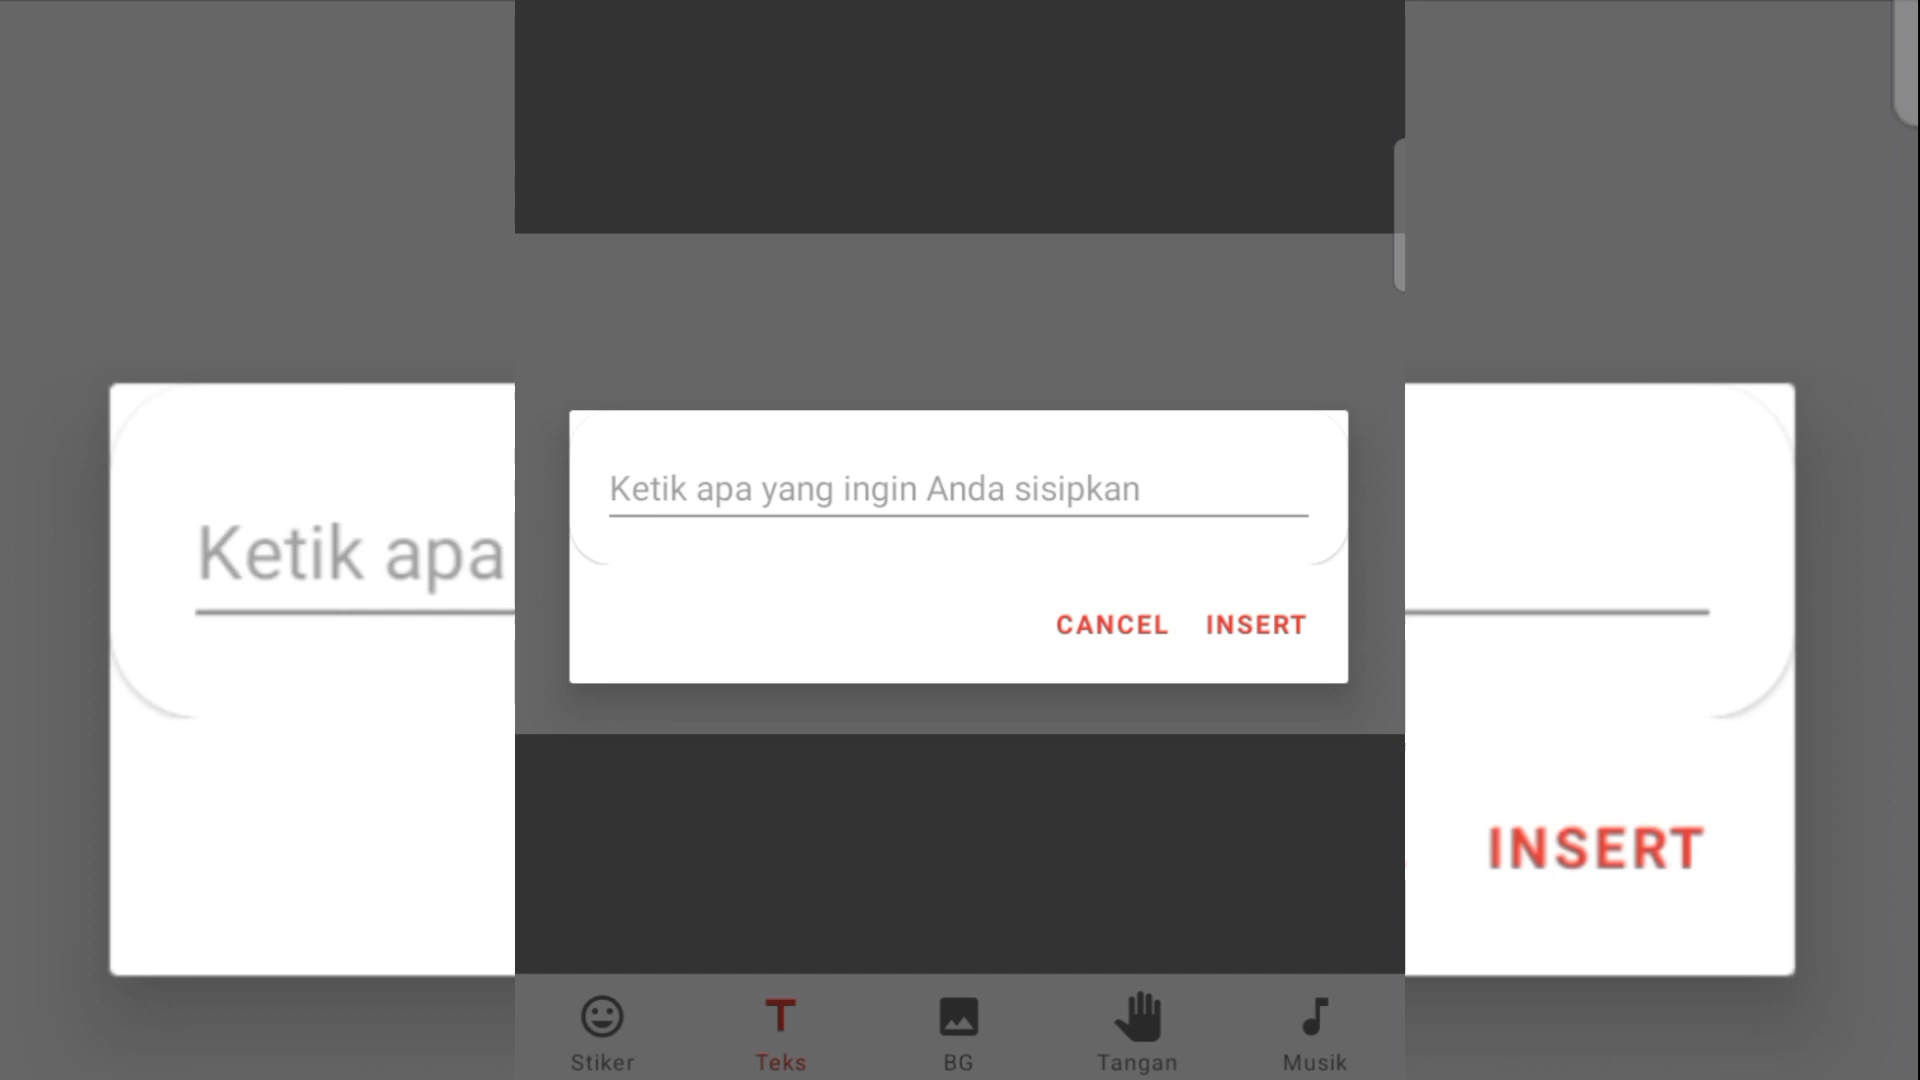 Ketik apa
Ketik apa yang ingin Anda sisipkan
CANCEL INSERT
INSERT
Stiker Teks BG Tangan Musik